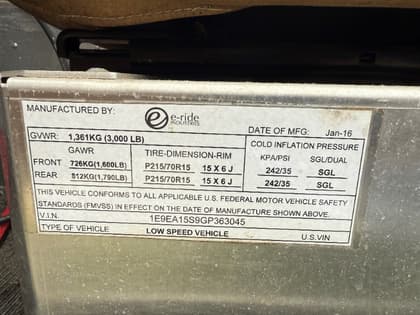 MANUFACTURED BY: e-ride INDUSTRIES
DATE OF MFG: Jan-16
GVWR: 1,361KG (3,000 LB)
COLD INFLATION PRESSURE
GAWR TIRE-DIMENSION-RIM KPA/PSI SGL/DUAL
FRONT 726KG(1,600LB) P215/70R15 15 X 6 J 242/35 SGL
REAR 812KG(1,790LB) P215/70R15 15 X 6 J 242/35 SGL
THIS VEHICLE CONFORMS TO ALL APPLICABLE U.S. FEDERAL MOTOR VEHICLE SAFETY
STANDARDS (FMVSS) IN EFFECT ON THE DATE OF MANUFACTURE SHOWN ABOVE.
V.I.N. 1E9EA15S9GP363045
TYPE OF VEHICLE LOW SPEED VEHICLE U.S.VIN